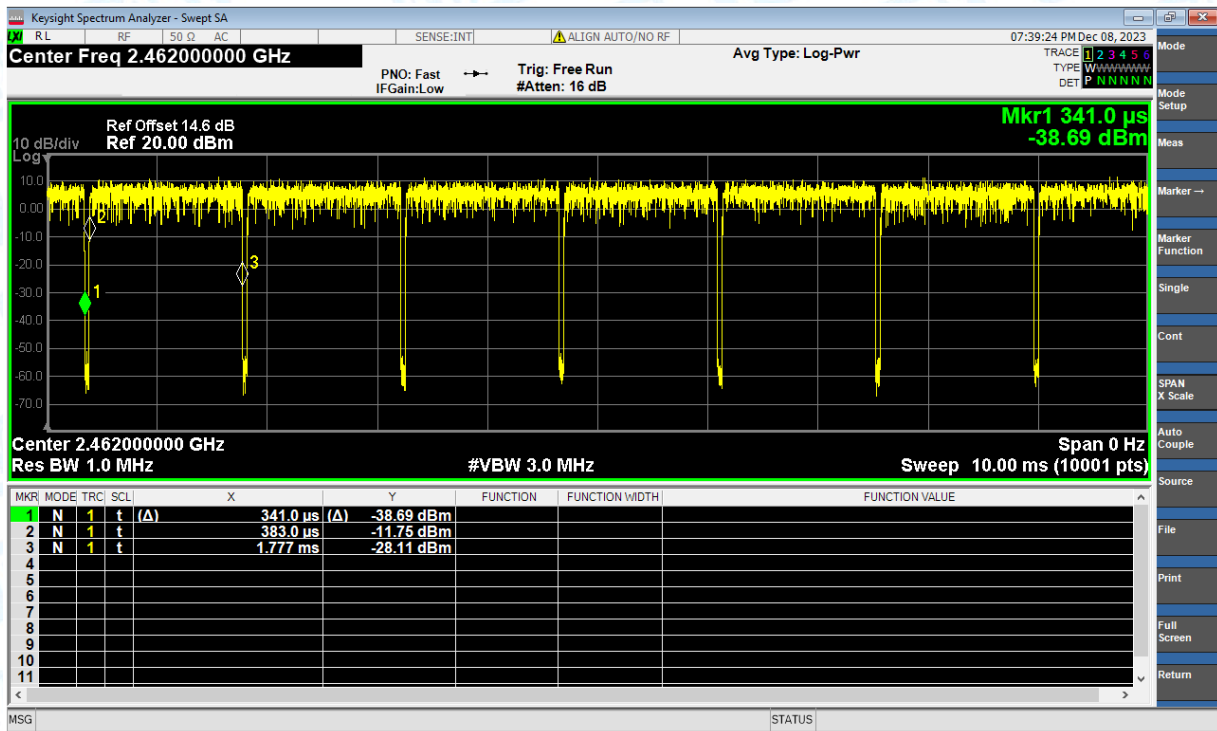 Keysight Spectrum Analyzer - Swept SA
LXI RL RF 50 Ω AC SENSE:INT ALIGN AUTO/NO RF 07:39:24 PM Dec 08, 2023
Center Freq 2.462000000 GHz Avg Type: Log-Pwr TRACE 1 2 3 4 5 6
PNO: Fast Trig: Free Run TYPE WWWWWW
IFGain:Low #Atten: 16 dB DET P N N N N N
Mkr1 341.0 µs
Ref Offset 14.6 dB
10 dB/div Ref 20.00 dBm -38.69 dBm
Log
10.0
0.00
2
-10.0
-20.0
3
-30.0
1
-40.0
-50.0
-60.0
-70.0
Center 2.462000000 GHz Span 0 Hz
Res BW 1.0 MHz #VBW 3.0 MHz Sweep 10.00 ms (10001 pts)
MKR MODE TRC SCL X Y FUNCTION FUNCTION WIDTH FUNCTION VALUE
1 N 1 t (Δ) 341.0 µs (Δ) -38.69 dBm
2 N 1 t 383.0 µs -11.75 dBm
3 N 1 t 1.777 ms -28.11 dBm
4
5
6
7
8
9
10
11
MSG STATUS
Mode
Mode
Setup
Meas
Marker →
Marker
Function
Single
Cont
SPAN
X Scale
Auto
Couple
Source
File
Print
Full
Screen
Return